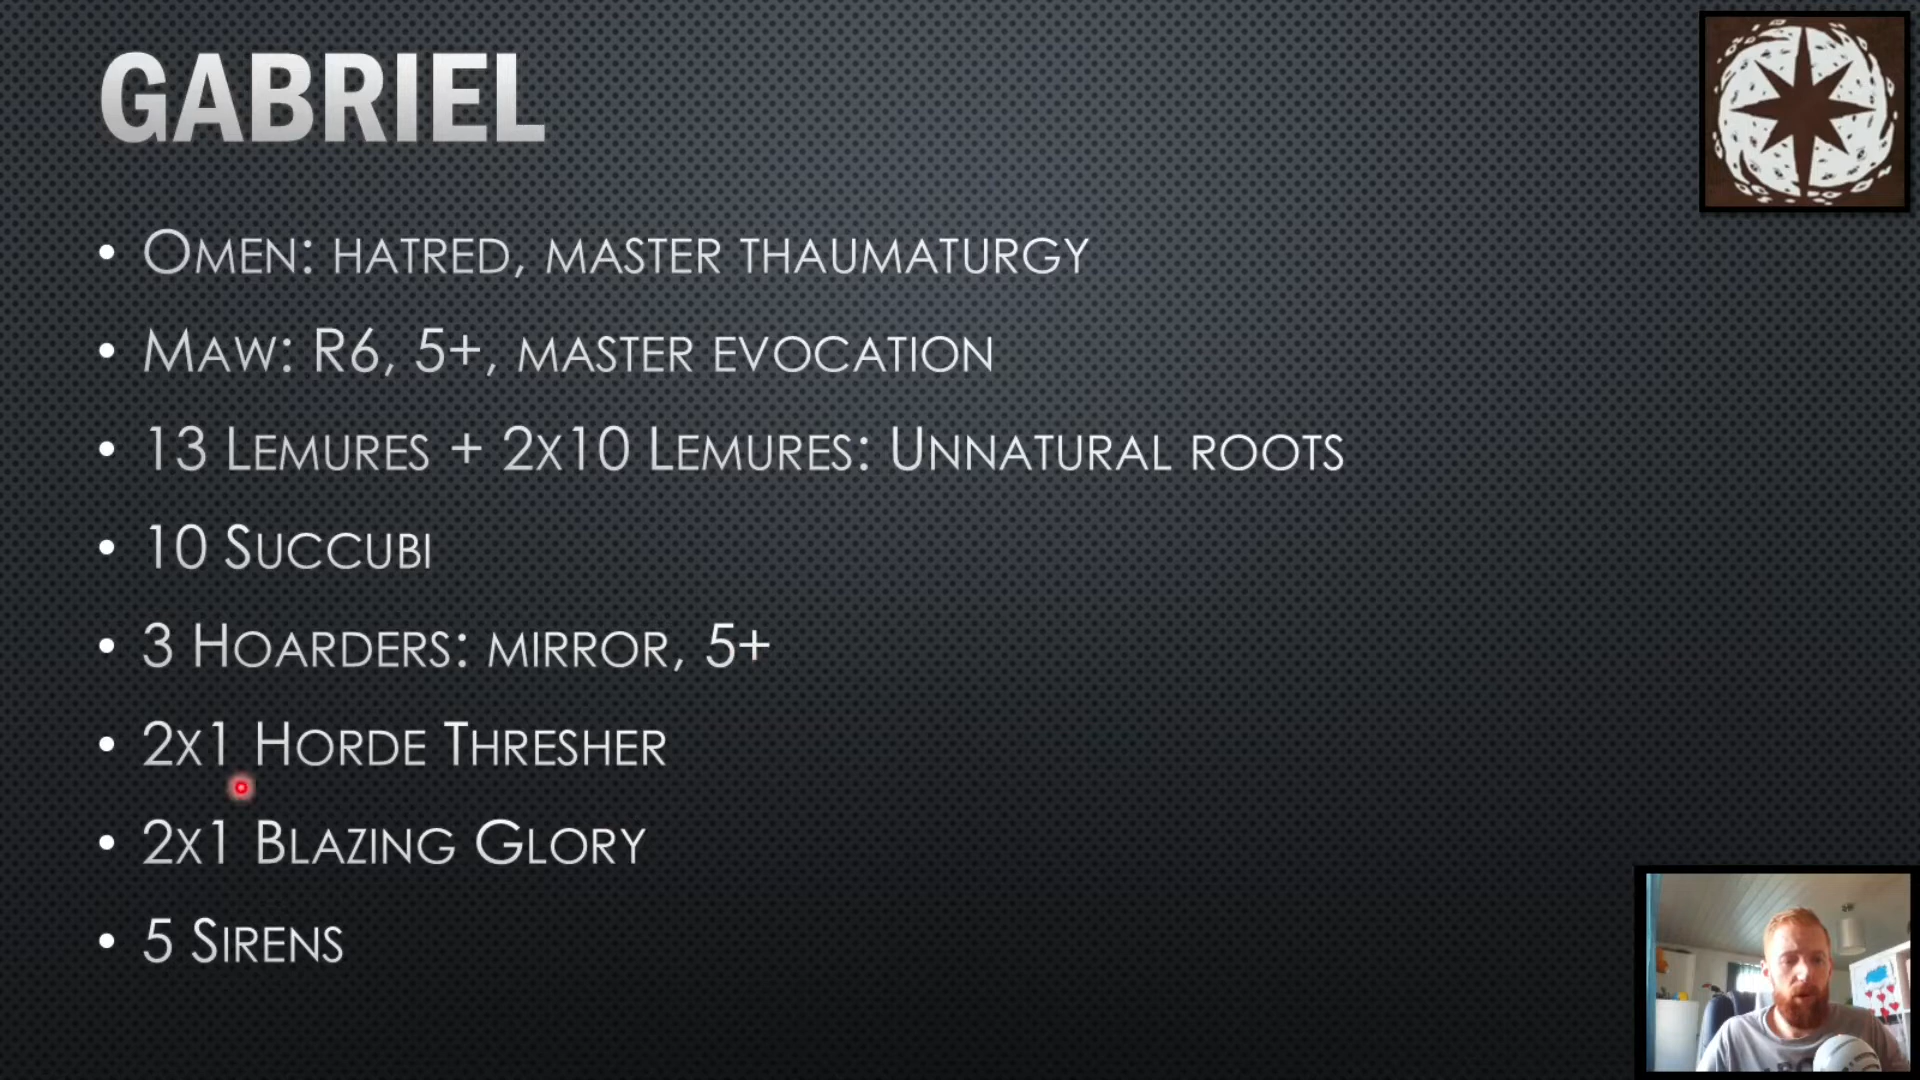 GABRIEL
• OMEN: HATRED, MASTER THAUMATURGY
• MAW: R6, 5+, MASTER EVOCATION
• 13 LEMURES + 2X10 LEMURES: UNNATURAL ROOTS
• 10 SUCCUBI
• 3 HOARDERS: MIRROR, 5+
• 2X1 HORDE THRESHER
• 2X1 BLAZING GLORY
• 5 SIRENS